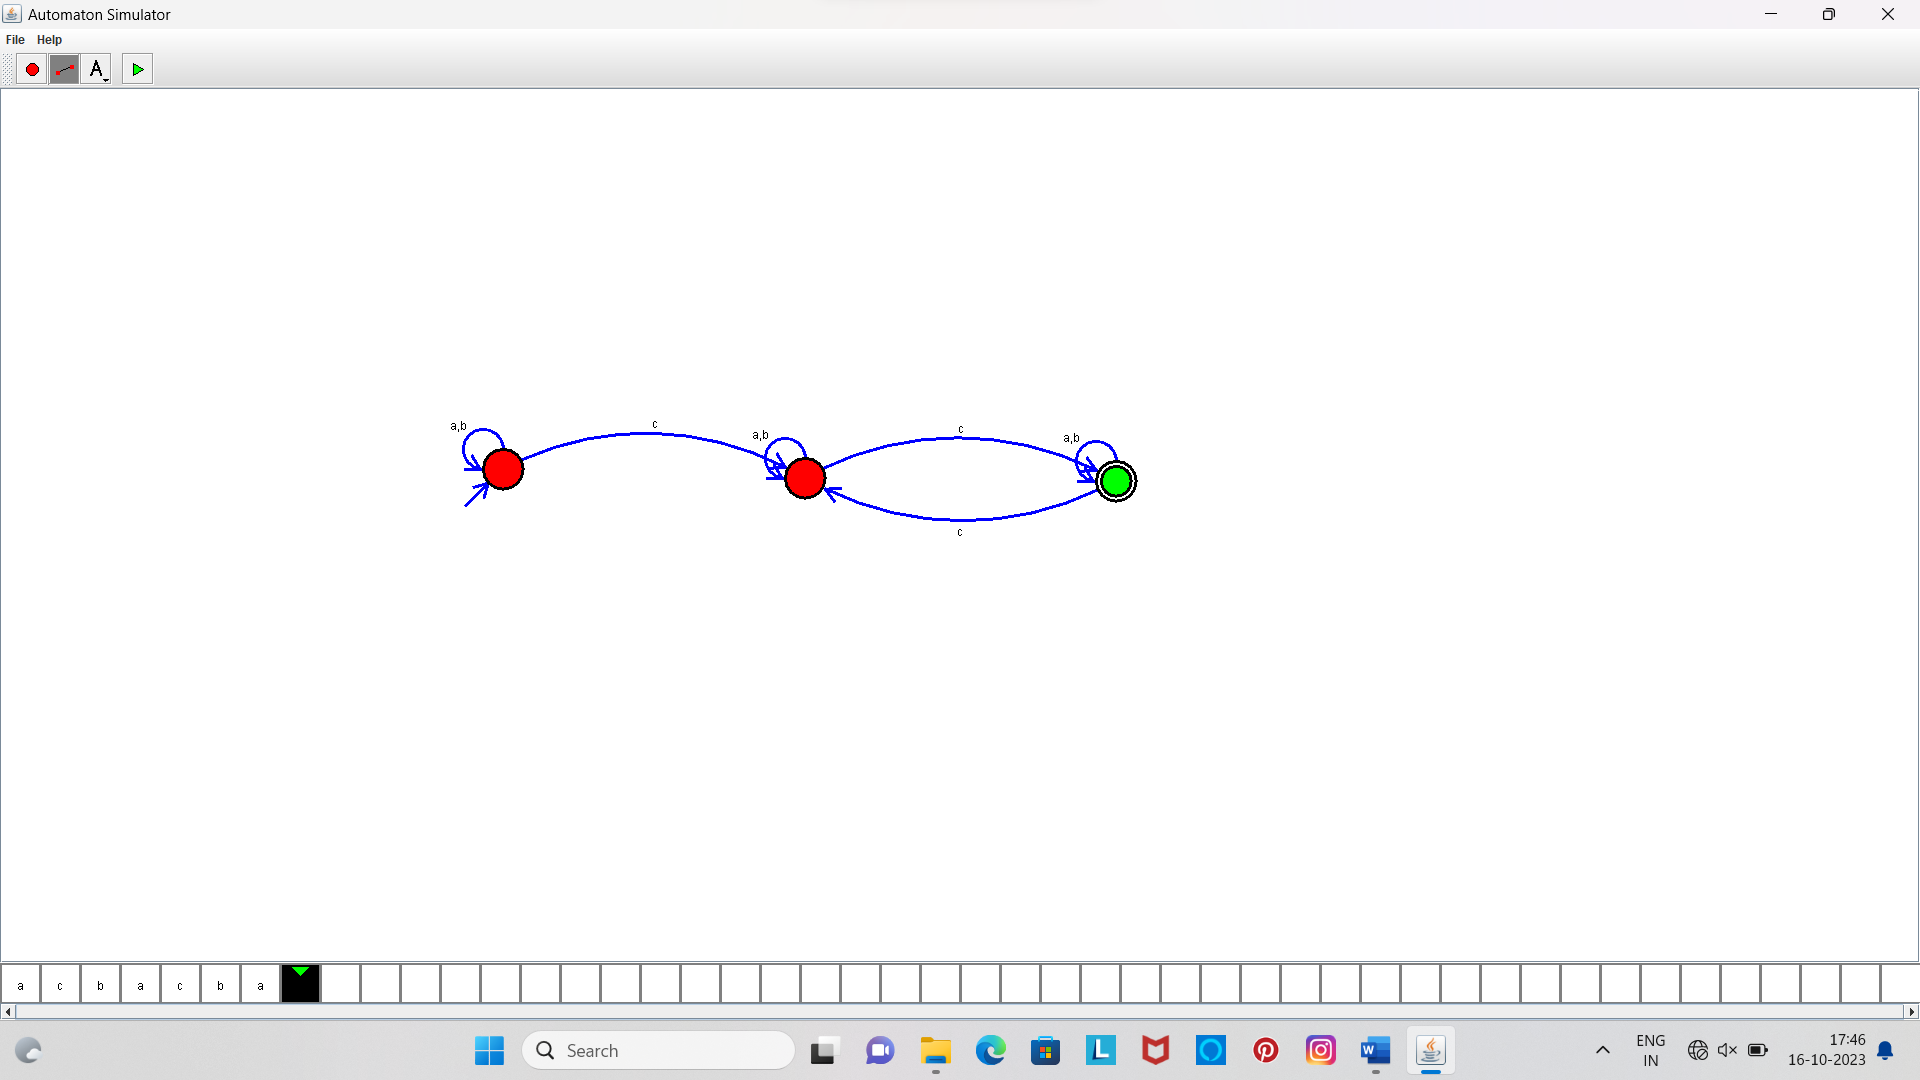 Automaton Simulator
File Help
A
a,b
c
a,b
c
a,b
c
a c b a c b a
Search
L
W
ENG
IN
17:46
16-10-2023